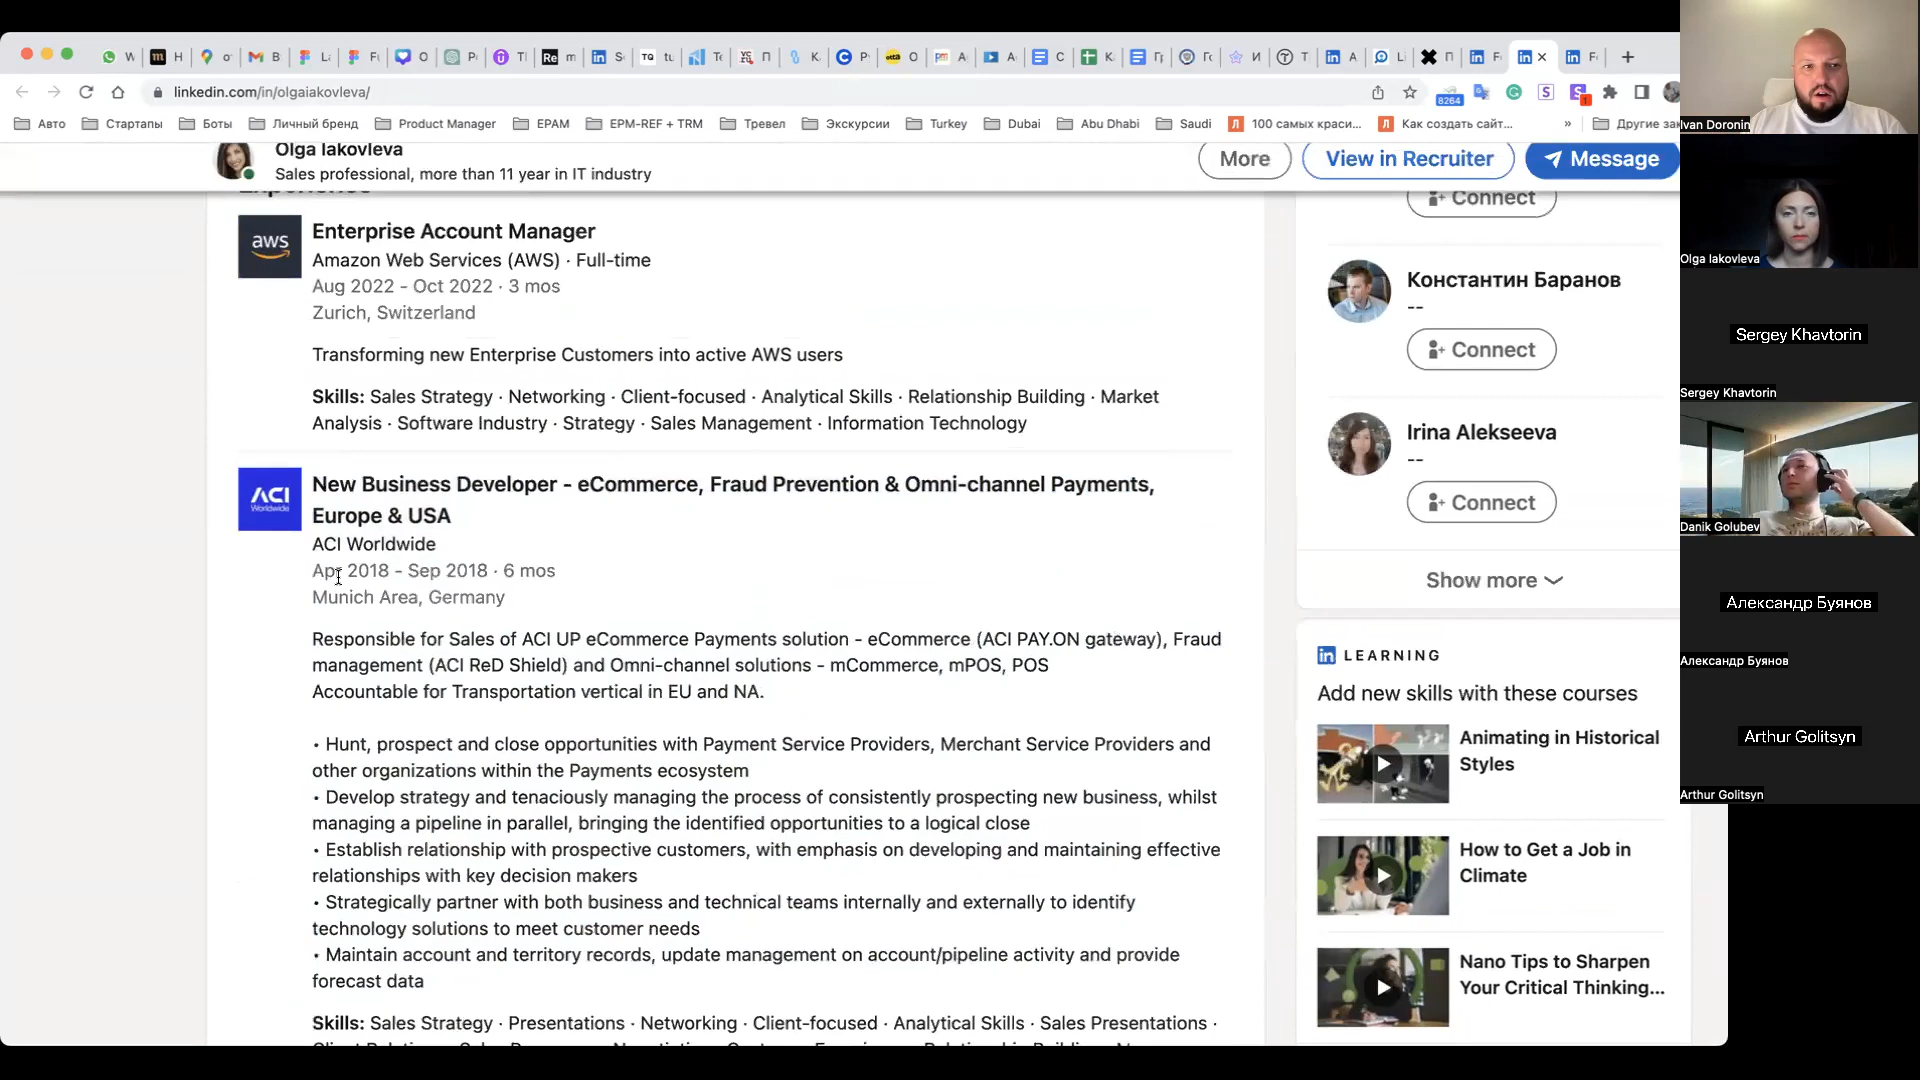 linkedin.com/in/olgaiakovleva/
8264
1
Авто
Стартапы
Боты
Личный бренд
Product Manager
EPAM
EPM-REF + TRM
Тревел
Экскурсии
Turkey
Dubai
Abu Dhabi
Saudi
100 самых краси...
Как создать сайт...
»
Другие за
Olga Iakovleva
Sales professional, more than 11 year in IT industry
More
View in Recruiter
Message
Experience
aws
Enterprise Account Manager
Amazon Web Services (AWS) · Full-time
Aug 2022 - Oct 2022 · 3 mos
Zurich, Switzerland
Transforming new Enterprise Customers into active AWS users
Skills: Sales Strategy · Networking · Client-focused · Analytical Skills · Relationship Building · Market
Analysis · Software Industry · Strategy · Sales Management · Information Technology
ACI
Worldwide
New Business Developer - eCommerce, Fraud Prevention & Omni-channel Payments,
Europe & USA
ACI Worldwide
Apr 2018 - Sep 2018 · 6 mos
Munich Area, Germany
Responsible for Sales of ACI UP eCommerce Payments solution - eCommerce (ACI PAY.ON gateway), Fraud
management (ACI ReD Shield) and Omni-channel solutions - mCommerce, mPOS, POS
Accountable for Transportation vertical in EU and NA.
• Hunt, prospect and close opportunities with Payment Service Providers, Merchant Service Providers and
other organizations within the Payments ecosystem
• Develop strategy and tenaciously managing the process of consistently prospecting new business, whilst
managing a pipeline in parallel, bringing the identified opportunities to a logical close
• Establish relationship with prospective customers, with emphasis on developing and maintaining effective
relationships with key decision makers
• Strategically partner with both business and technical teams internally and externally to identify
technology solutions to meet customer needs
• Maintain account and territory records, update management on account/pipeline activity and provide
forecast data
Skills: Sales Strategy · Presentations · Networking · Client-focused · Analytical Skills · Sales Presentations ·
Connect
Константин Баранов
--
Connect
Irina Alekseeva
--
Connect
Show more
in LEARNING
Add new skills with these courses
Animating in Historical
Styles
How to Get a Job in
Climate
Nano Tips to Sharpen
Your Critical Thinking...
Ivan Doronin
Olga Iakovleva
Sergey Khavtorin
Sergey Khavtorin
Danik Golubev
Александр Буянов
Александр Буянов
Arthur Golitsyn
Arthur Golitsyn